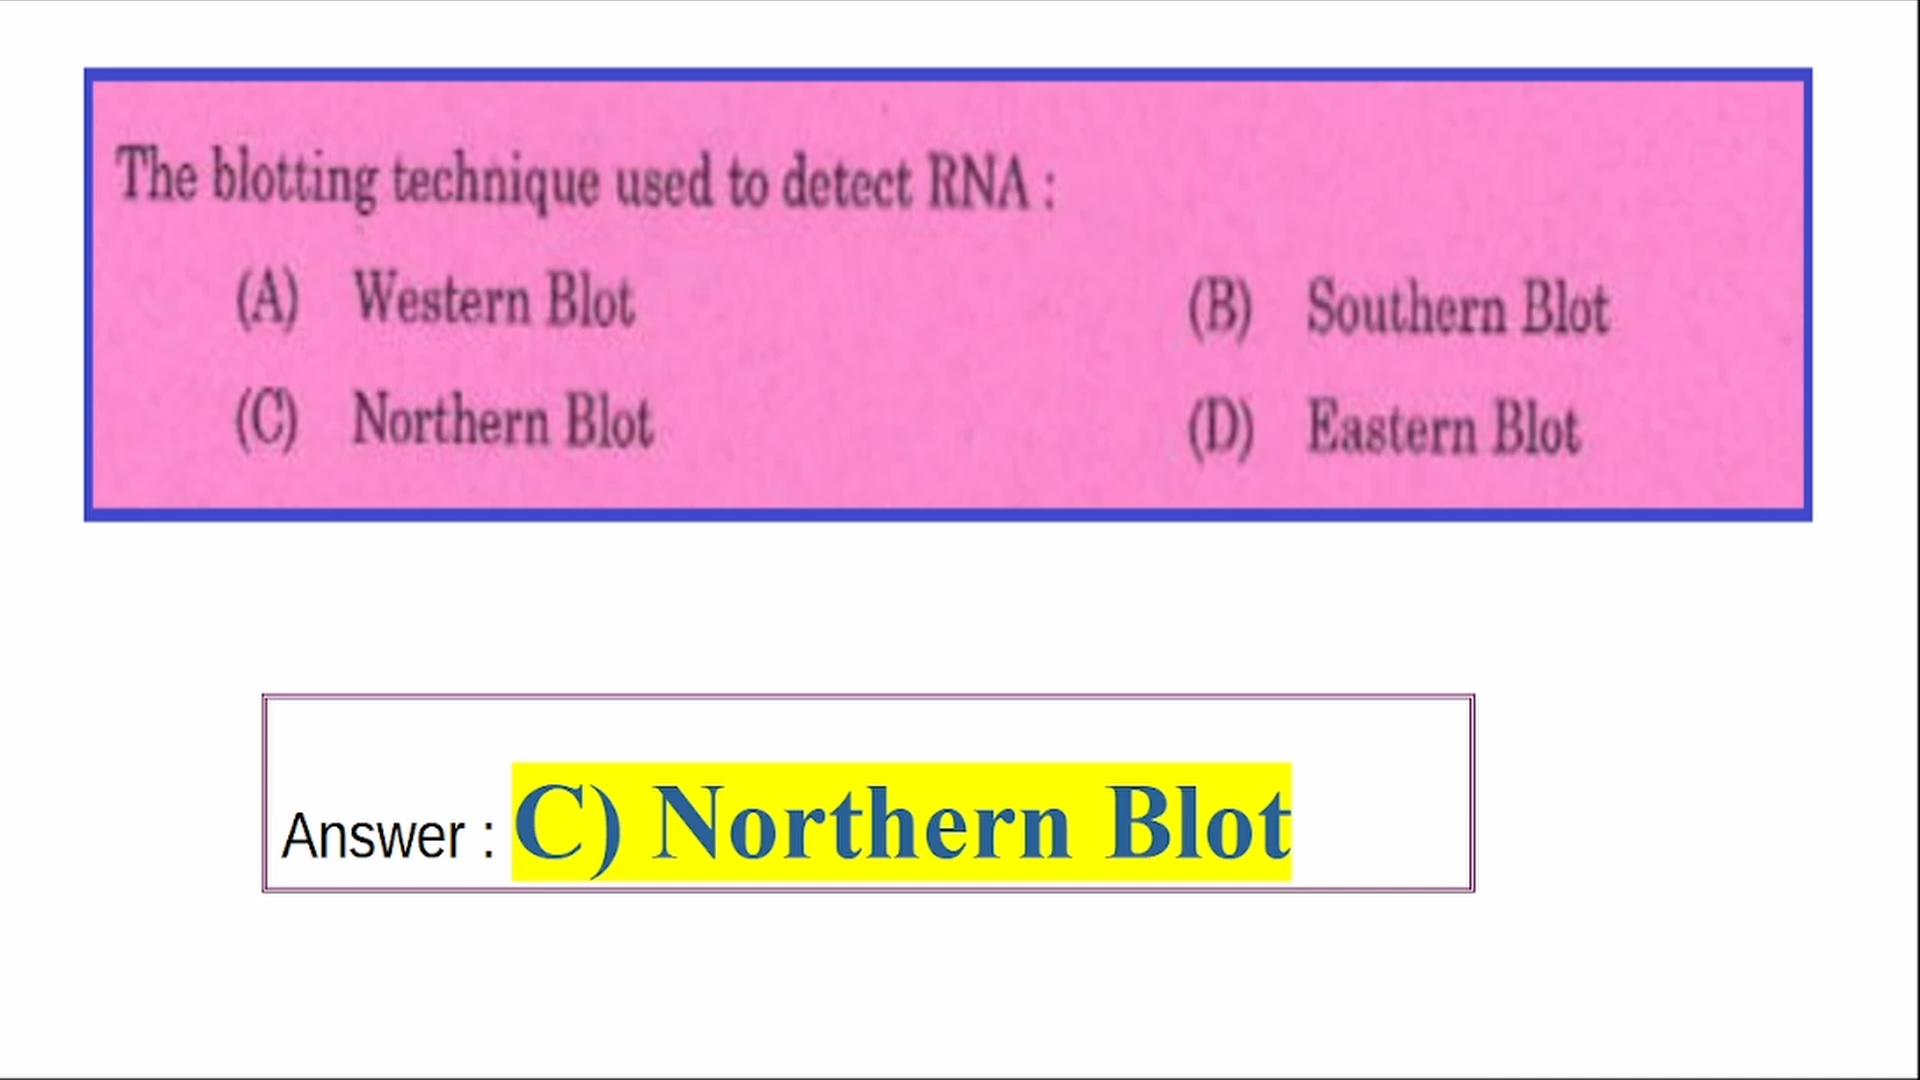 The blotting technique used to detect RNA :
(A) Western Blot (B) Southern Blot
(C) Northern Blot (D) Eastern Blot
Answer : C) Northern Blot